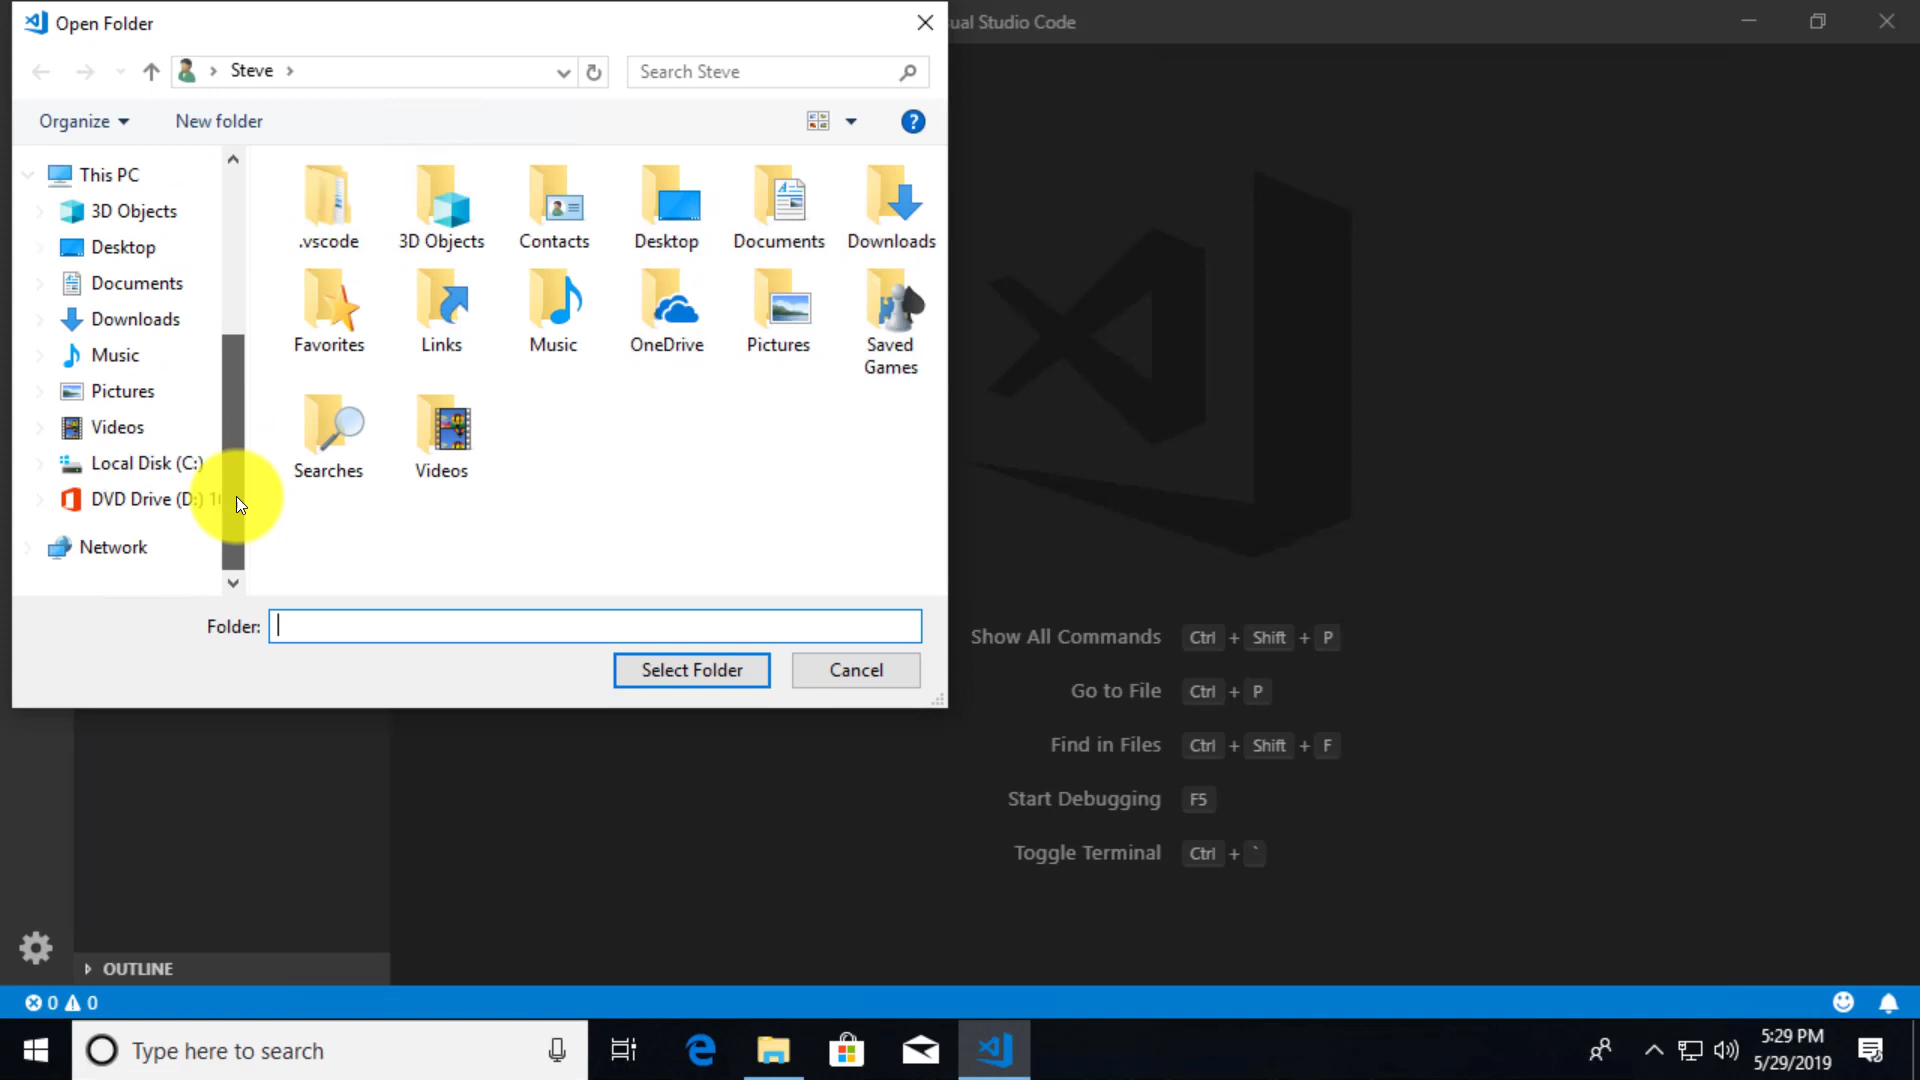 Open Folder
ual Studio Code
Steve
Search Steve
Organize
New folder
?
This PC
3D Objects
Desktop
Documents
Downloads
Music
Pictures
Videos
Local Disk (C:)
DVD Drive (D:) 1
Network
.vscode
3D Objects
Contacts
Desktop
Documents
Downloads
Favorites
Links
Music
OneDrive
Pictures
Saved
Games
Searches
Videos
Folder:
Select Folder
Cancel
Show All Commands Ctrl + Shift + P
Go to File Ctrl + P
Find in Files Ctrl + Shift + F
Start Debugging F5
Toggle Terminal Ctrl + `
OUTLINE
0 0
Type here to search
5:29 PM
5/29/2019